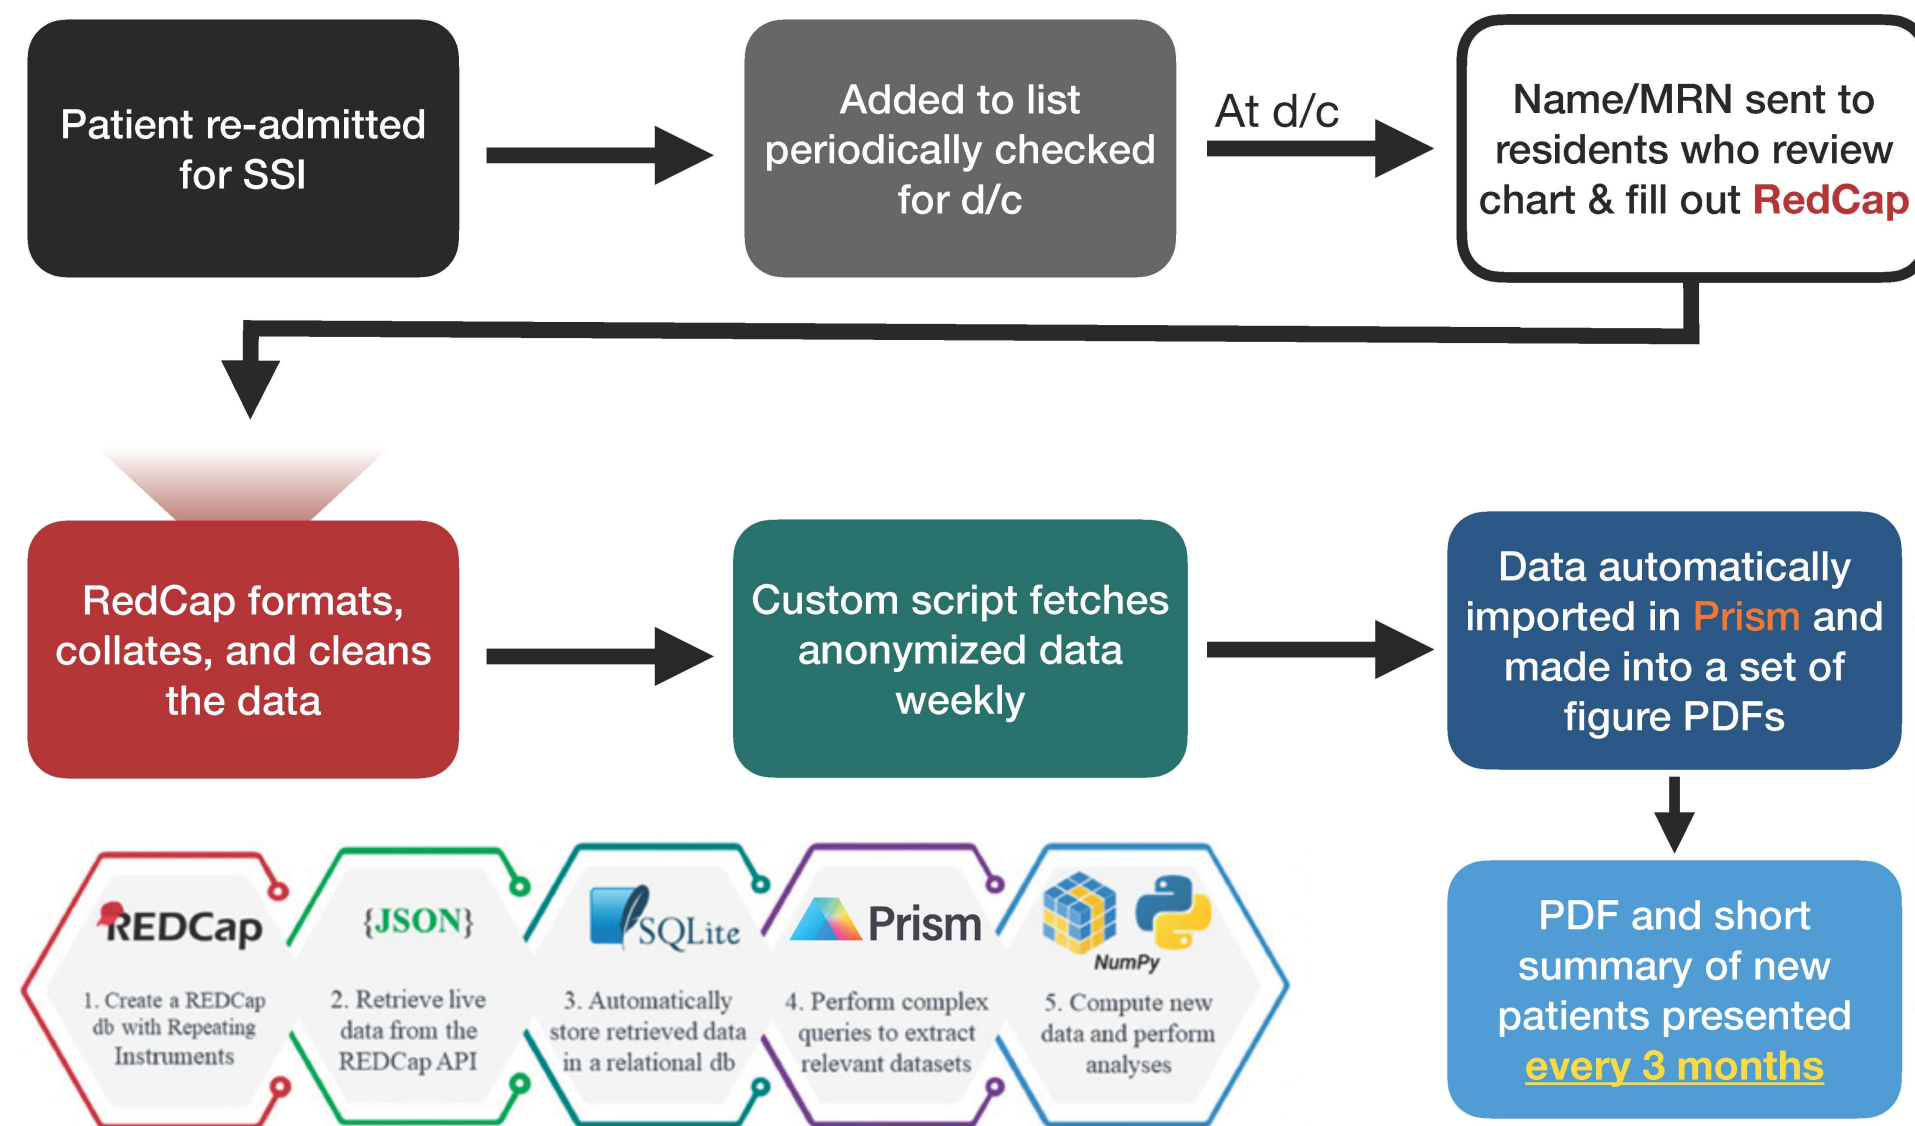 Patient re-admitted
for SSI
Added to list
periodically checked
for d/c
At d/c
Name/MRN sent to
residents who review
chart & fill out RedCap
RedCap formats,
collates, and cleans
the data
Custom script fetches
anonymized data
weekly
Data automatically
imported in Prism and
made into a set of
figure PDFs
PDF and short
summary of new
patients presented
every 3 months
REDCap
1. Create a REDCap
db with Repeating
Instruments
{JSON}
2. Retrieve live
data from the
REDCap API
SQLite
3. Automatically
store retrieved data
in a relational db
Prism
4. Perform complex
queries to extract
relevant datasets
NumPy
5. Compute new
data and perform
analyses